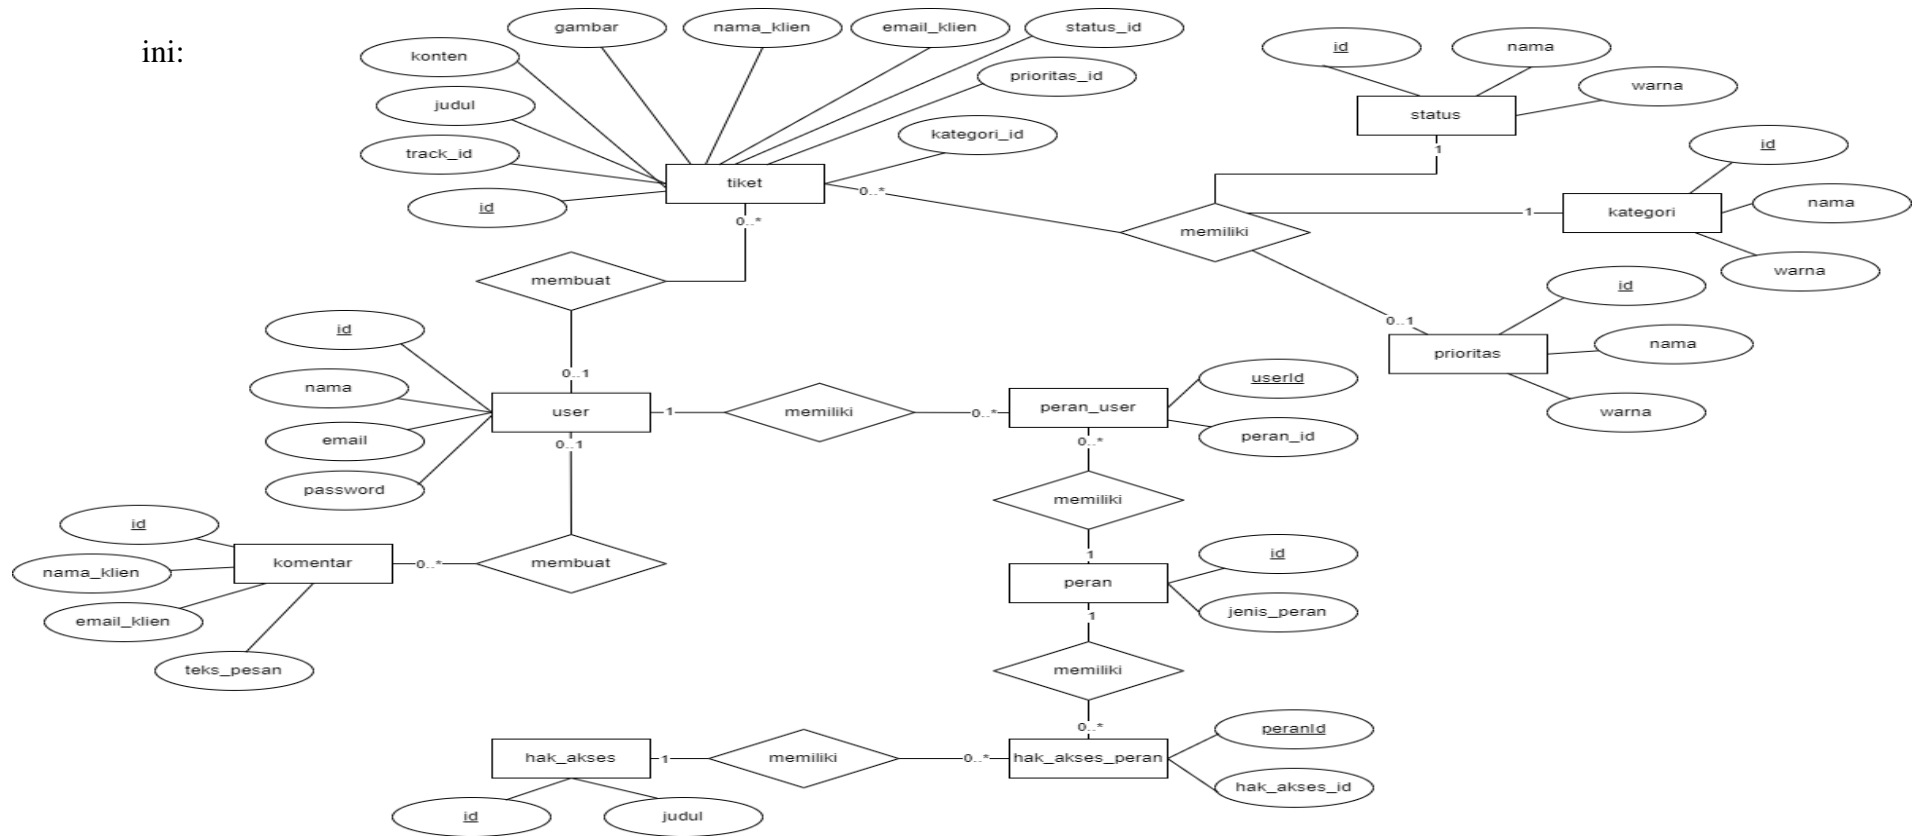 ini:
gambar
nama_klien
email_klien
status_id
konten
prioritas_id
judul
kategori_id
track_id
id
tiket
0..*
0..*
id
nama
warna
status
1
id
kategori
nama
warna
1
memiliki
id
0..1
prioritas
nama
warna
membuat
id
0..1
nama
user
1
memiliki
0..*
peran_user
userId
peran_id
email
0..1
0..*
password
memiliki
id
komentar
0..*
membuat
nama_klien
email_klien
teks_pesan
1
peran
id
jenis_peran
1
memiliki
0..*
hak_akses
1
memiliki
0..*
hak_akses_peran
peranId
hak_akses_id
id
judul